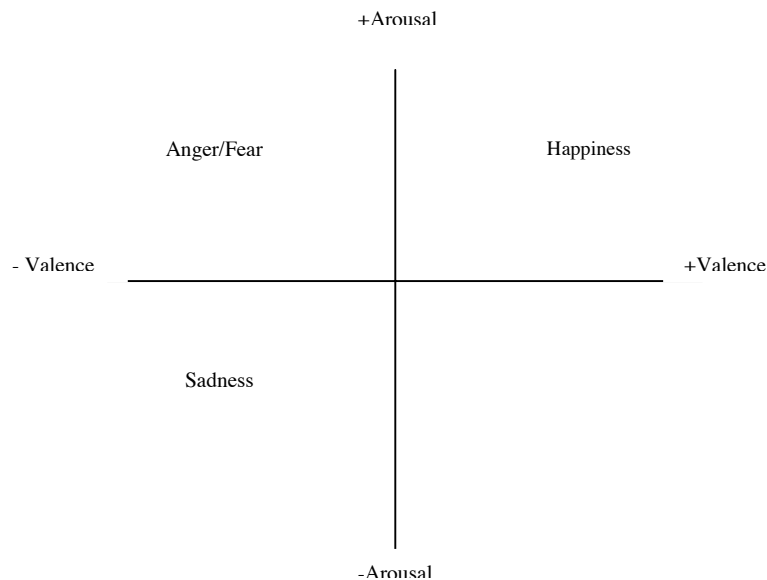 +Arousal
Anger/Fear
Happiness
- Valence
+Valence
Sadness
-Arousal